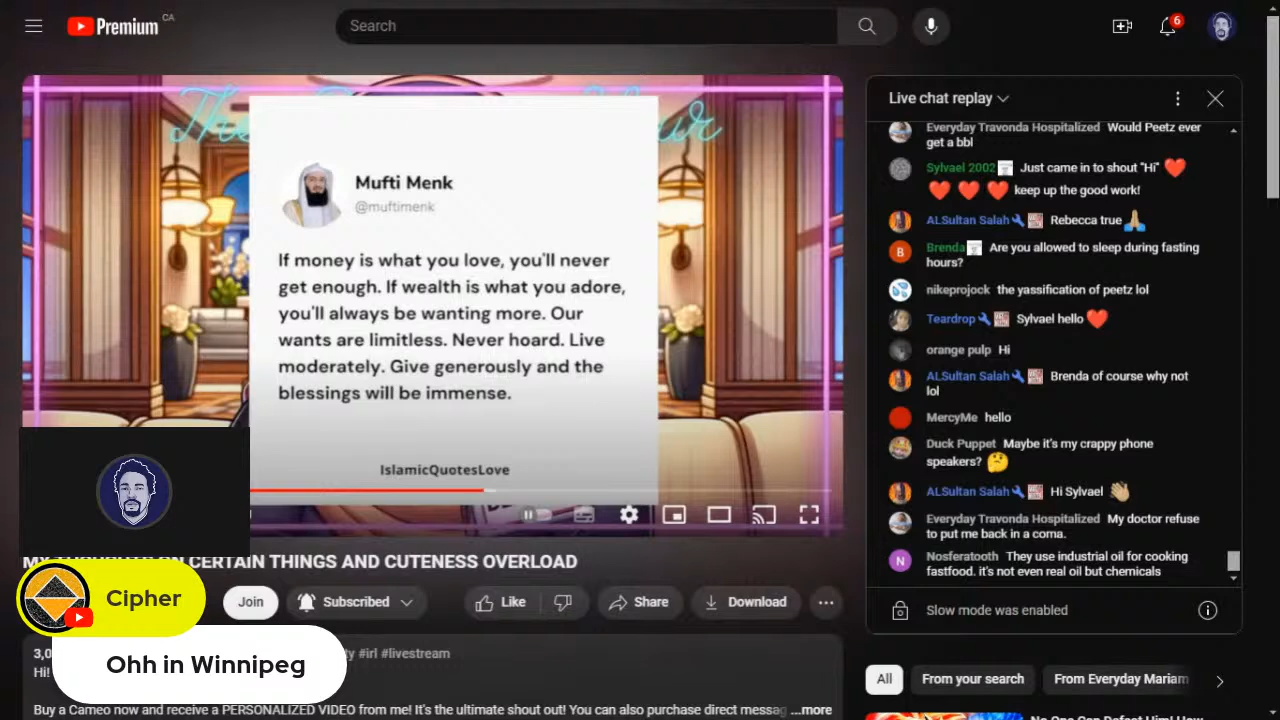 Premium CA
Search
6
Mufti Menk
@muftimenk
If money is what you love, you'll never
get enough. If wealth is what you adore,
you'll always be wanting more. Our
wants are limitless. Never hoard. Live
moderately. Give generously and the
blessings will be immense.
IslamicQuotesLove
CERTAIN THINGS AND CUTENESS OVERLOAD
Cipher
Join
Subscribed
Like
Share
Download
Ohh in Winnipeg
3,0
#irl #livestream
Hi!
Buy a Cameo now and receive a PERSONALIZED VIDEO from me! It's the ultimate shout out! You can also purchase direct ...more
Live chat replay
Everyday Travonda Hospitalized Would Peetz ever
get a bbl
Sylvael 2002 Just came in to shout "Hi" ❤️
❤️ ❤️ ❤️ keep up the good work!
ALSultan Salah Rebecca true 🙏🏼
B Brenda Are you allowed to sleep during fasting
hours?
nikeprojock the yassification of peetz lol
Teardrop Sylvael hello ❤️
orange pulp Hi
ALSultan Salah Brenda of course why not
lol
MercyMe hello
Duck Puppet Maybe it's my crappy phone
speakers? 🤔
ALSultan Salah Hi Sylvael 👋🏼
Everyday Travonda Hospitalized My doctor refuse
to put me back in a coma.
N Nosferatooth They use industrial oil for cooking
fastfood. it's not even real oil but chemicals
Slow mode was enabled
All
From your search
From Everyday Mariam